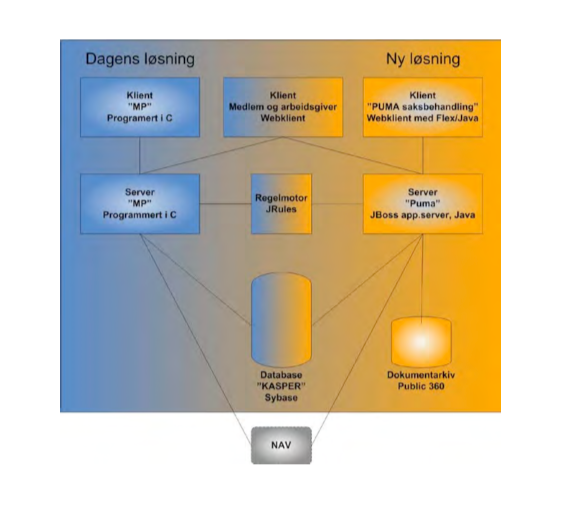 Dagens løsning
Ny løsning
Klient
"MP"
Programert i C
Klient
Medlem og arbeidsgiver
Webklient
Klient
"PUMA saksbehandling"
Webklient med Flex/Java
Server
"MP"
Programmert i C
Regelmotor
JRules
Server
"Puma"
JBoss app.server, Java
Database
"KASPER"
Sybase
Dokumentarkiv
Public 360
NAV